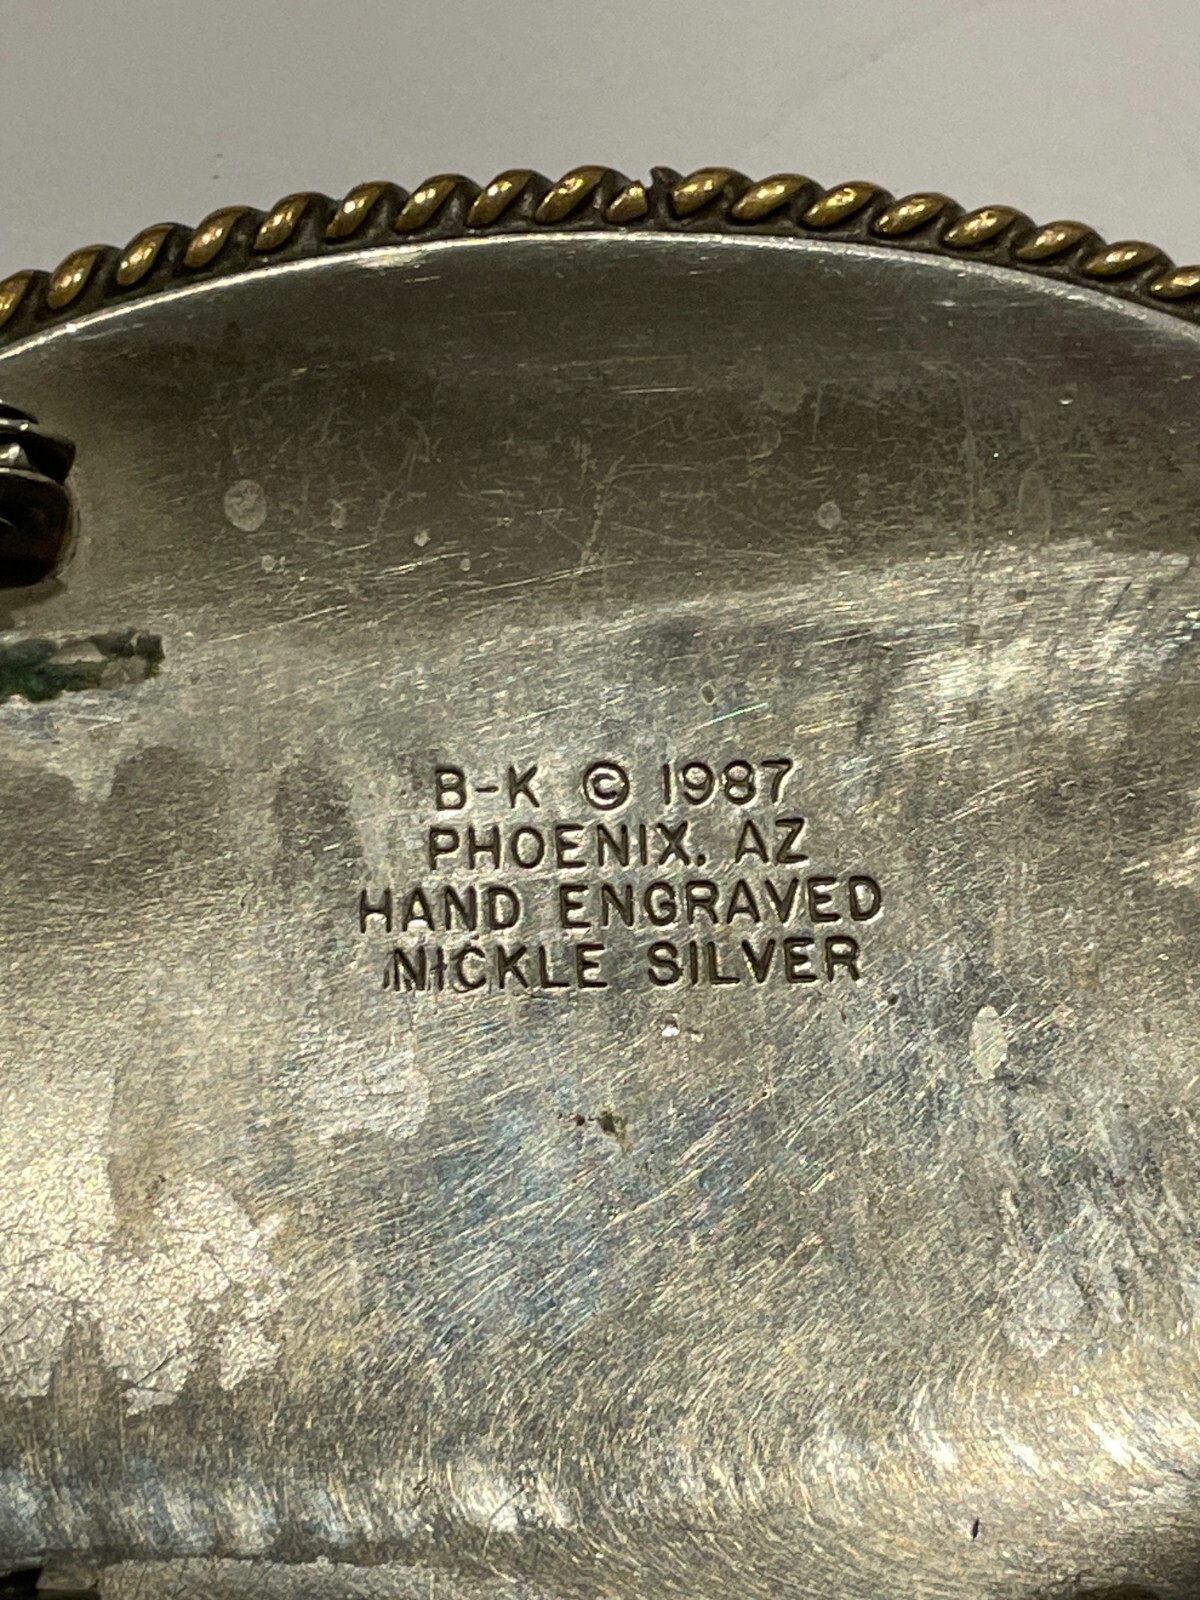 B-K © 1987
PHOENIX. AZ
HAND ENGRAVED
NICKLE SILVER